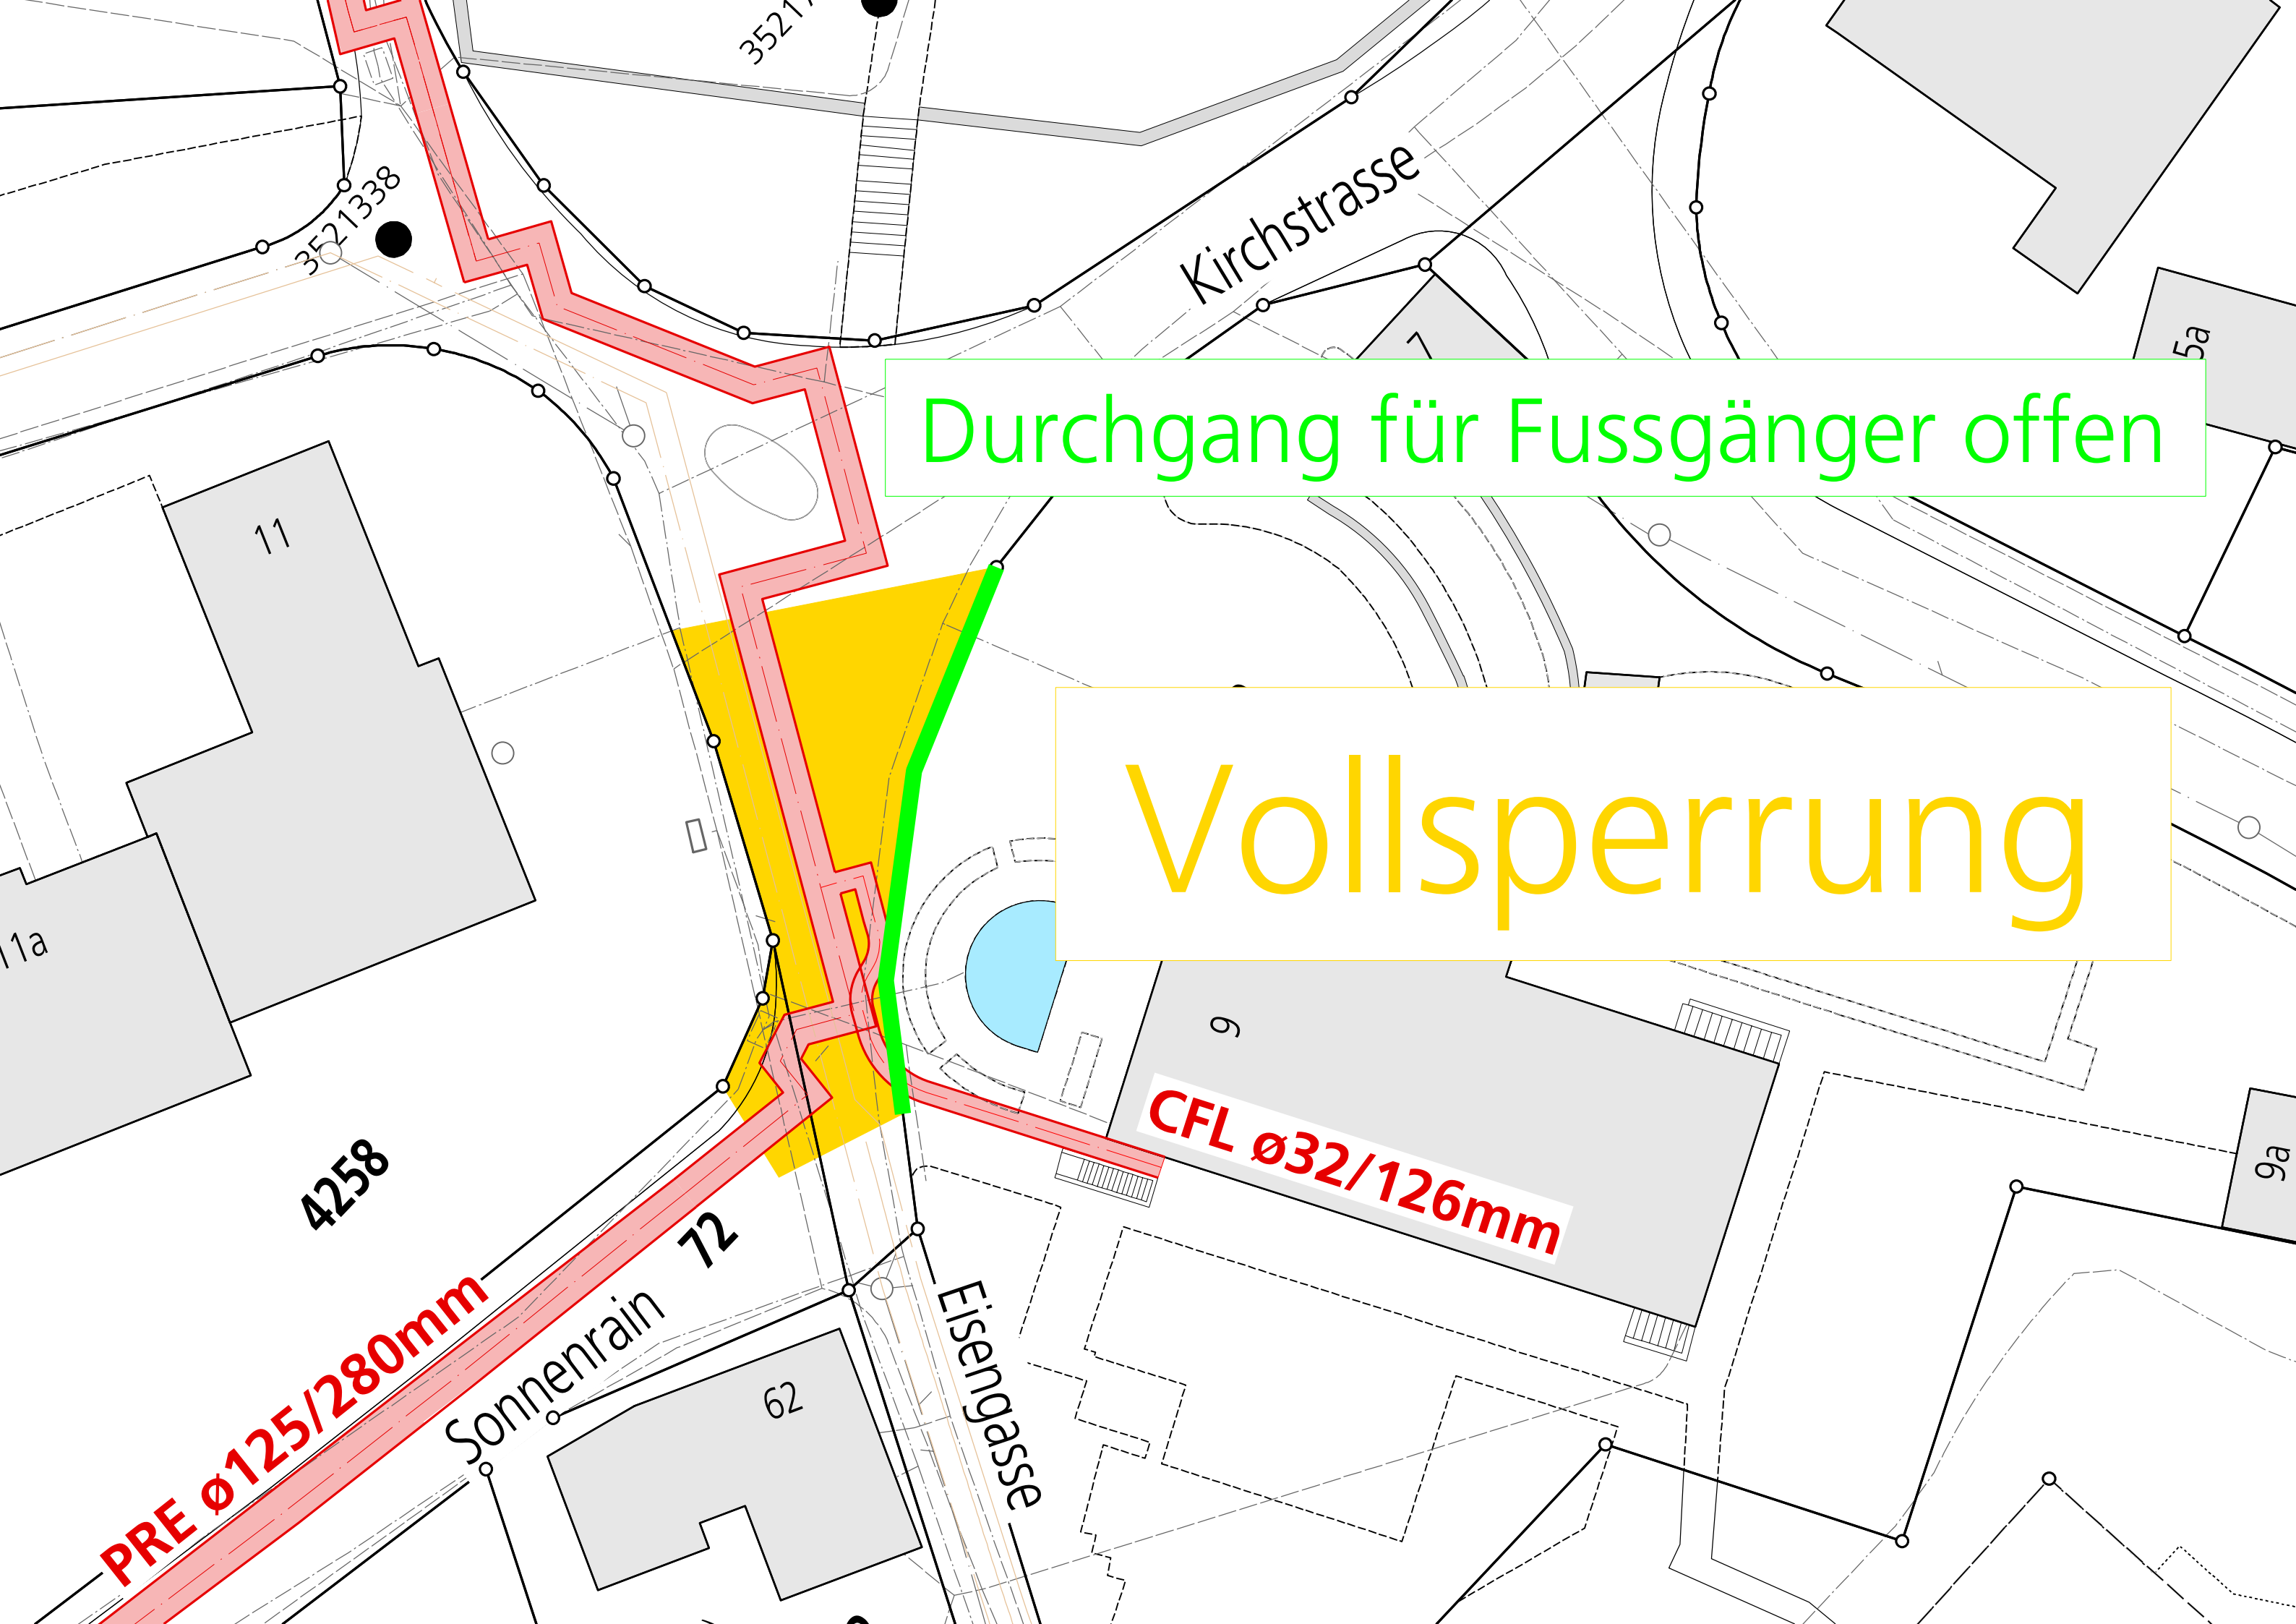 3521338
Kirchstrasse
7
5a
Durchgang für Fussgänger offen
11
Vollsperrung
11a
9
CFL ø32/126mm
9a
4258
72
PRE ø125/280mm
Sonnenrain
Eisengasse
62